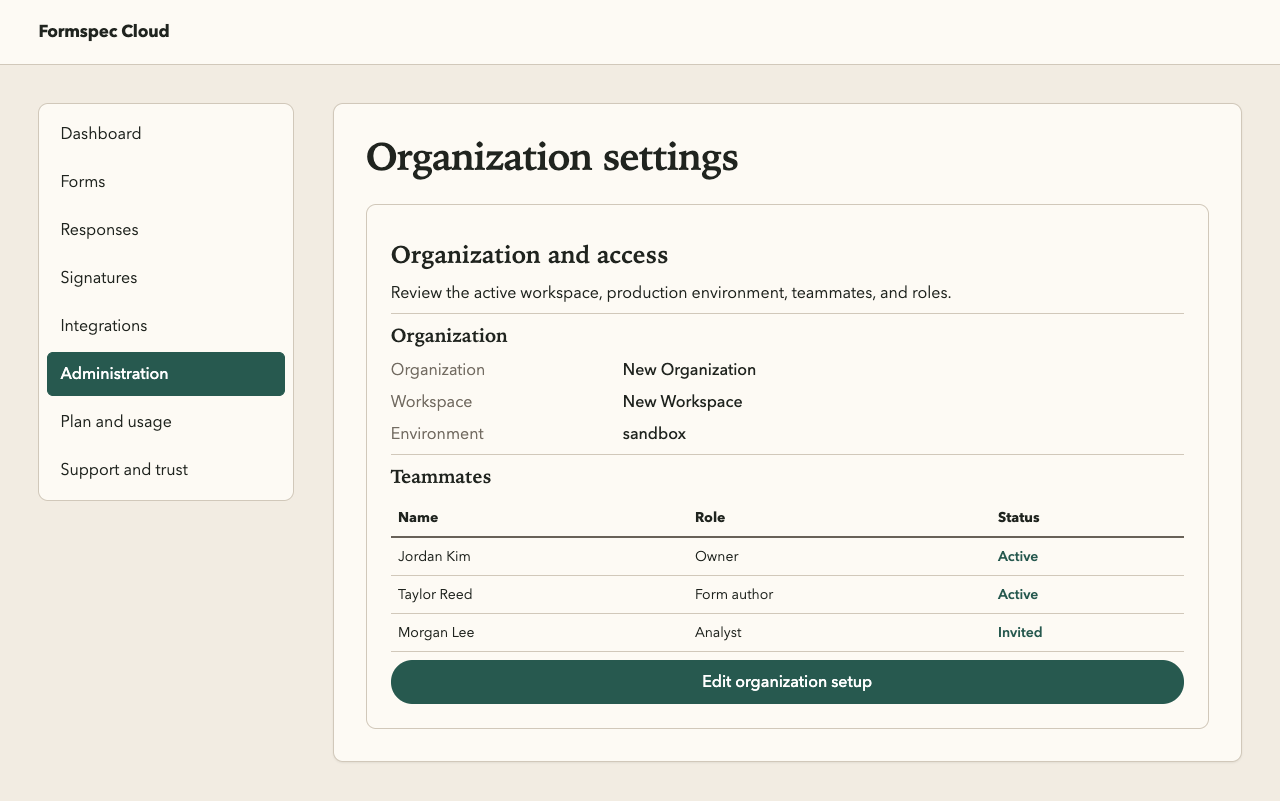 Formspec Cloud
Dashboard
Forms
Responses
Signatures
Integrations
Administration
Plan and usage
Support and trust
Organization settings
Organization and access
Review the active workspace, production environment, teammates, and roles.
Organization
Organization New Organization
Workspace New Workspace
Environment sandbox
Teammates
Name Role Status
Jordan Kim Owner Active
Taylor Reed Form author Active
Morgan Lee Analyst Invited
Edit organization setup